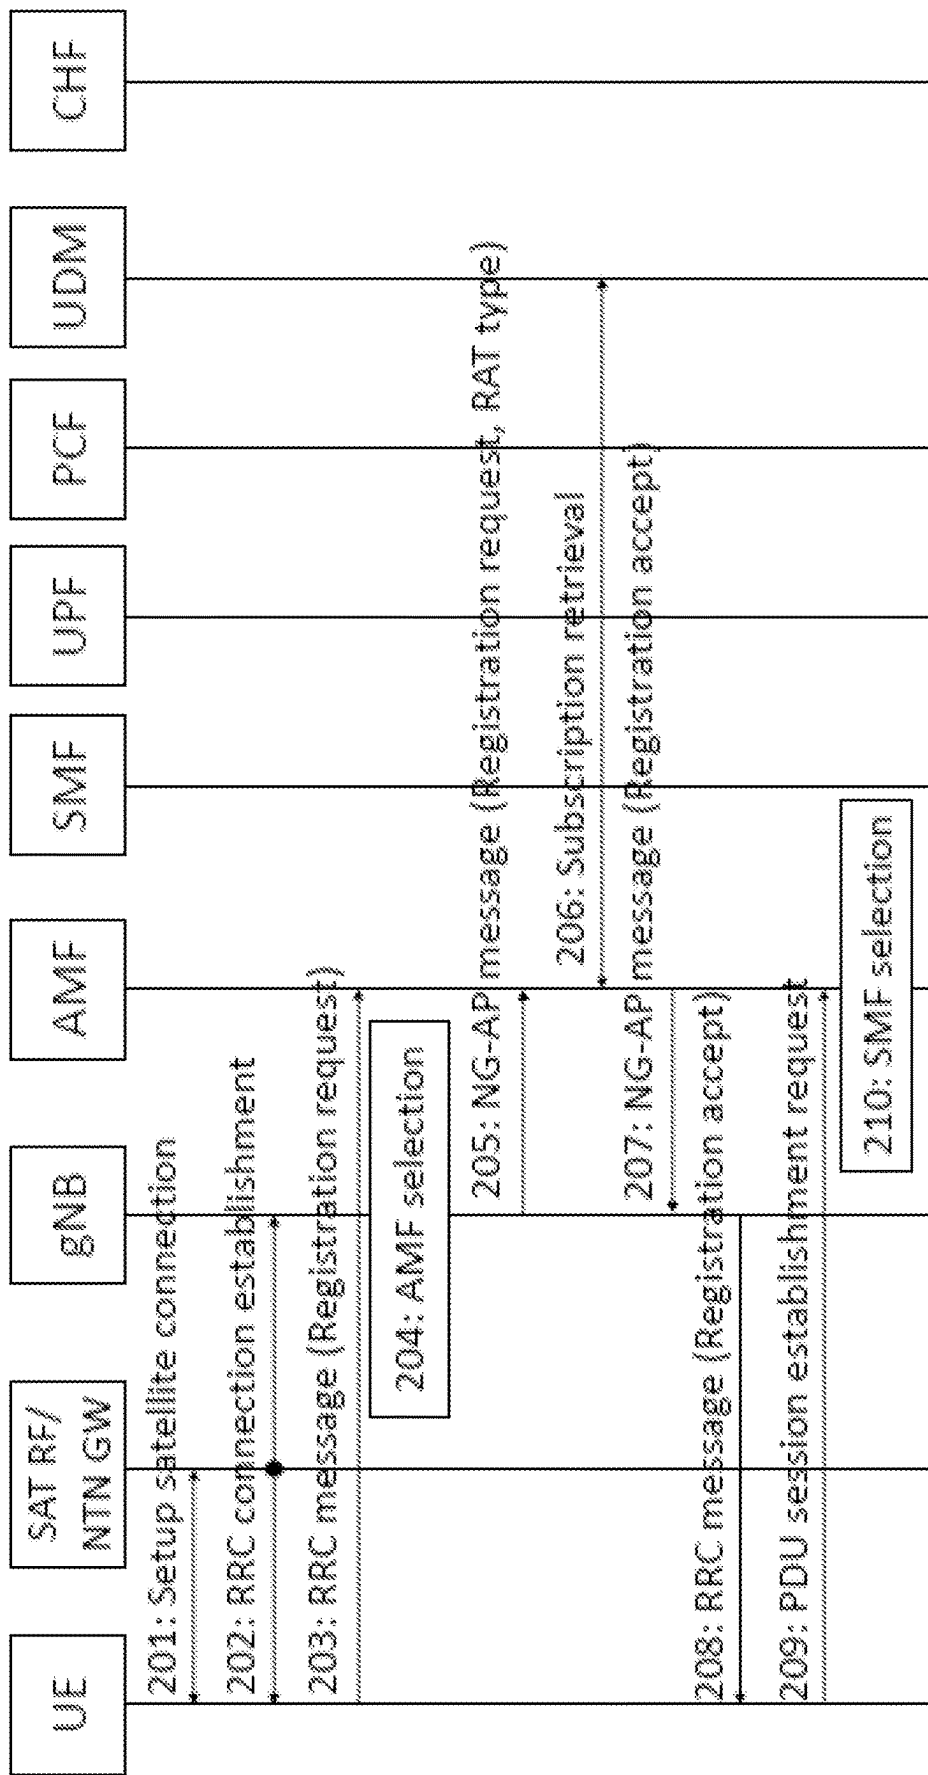 UE
SAT RF/
NTN GW
gNB
AMF
SMF
UPF
PCF
UDM
CHF
201: Setup satellite connection
202: RRC connection establishment
203: RRC message (Registration request)
204: AMF selection
205: NG-AP message (Registration request, RAT type)
206: Subscription retrieval
207: NG-AP message (Registration accept)
208: RRC message (Registration accept)
209: PDU session establishment request
210: SMF selection